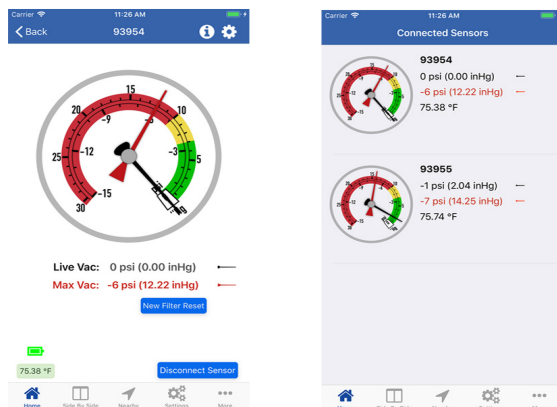 Carrier 11:26 AM
Back 93954
15
20 10
-9 -6
25 -12 -3 5
-15
30
Live Vac: 0 psi (0.00 inHg)
Max Vac: -6 psi (12.22 inHg)
New Filter Reset
75.38 °F Disconnect Sensor
Home Side By Side Nearby Settings More
Carrier 11:26 AM
Connected Sensors
93954
0 psi (0.00 inHg)
-6 psi (12.22 inHg)
75.38 °F
93955
-1 psi (2.04 inHg)
-7 psi (14.25 inHg)
75.74 °F